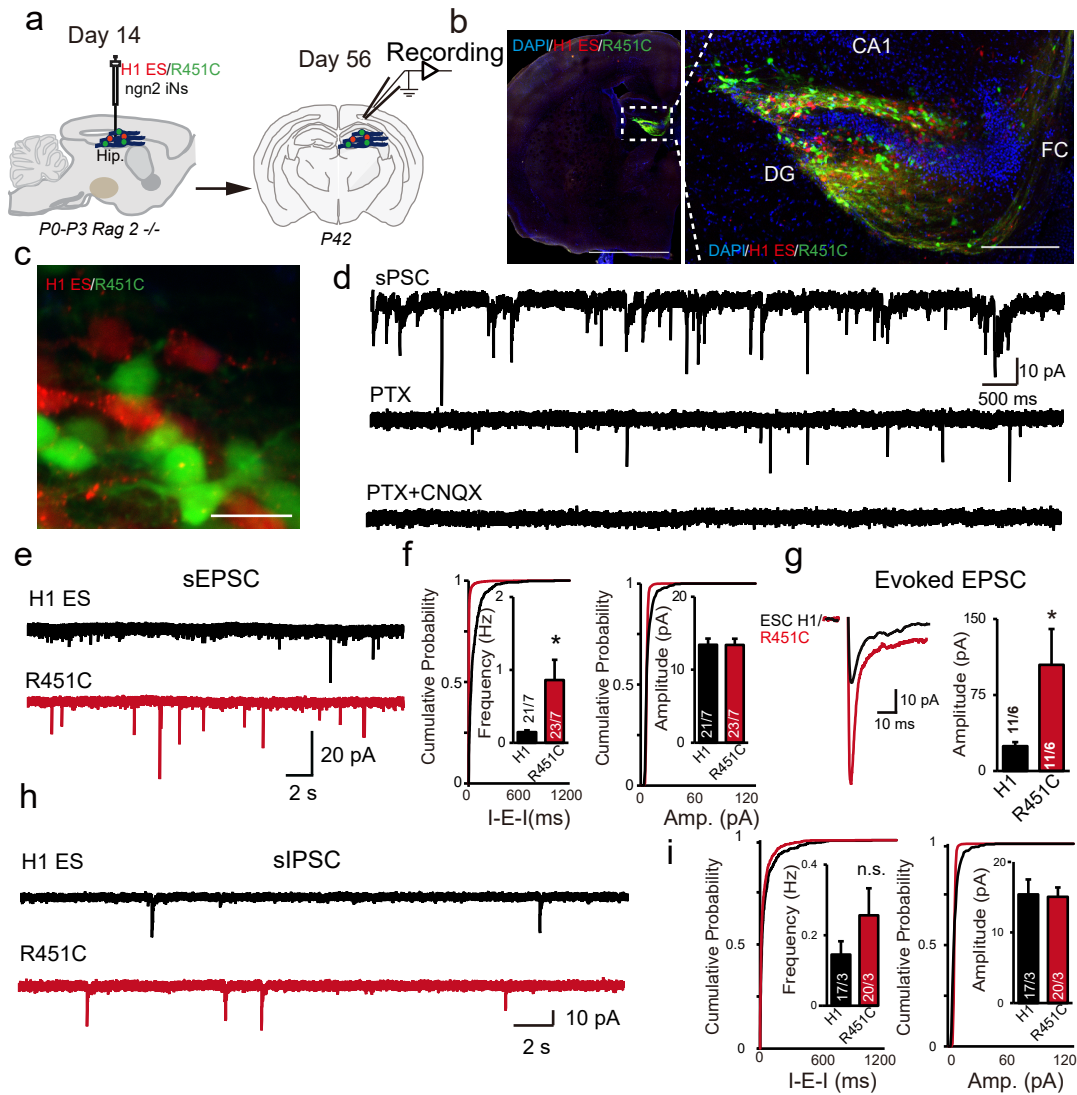 a
Day 14
H1 ES/R451C
ngn2 iNs
Hip.
P0-P3 Rag 2 -/-
Day 56
Recording
P42
b
DAPI/H1 ES/R451C
CA1
DG
FC
DAPI/H1 ES/R451C
c
H1 ES/R451C
d
sPSC
10 pA
500 ms
PTX
PTX+CNQX
e
sEPSC
H1 ES
R451C
20 pA
2 s
f
Cumulative Probability
1
0.5
0
0 600 1200
I-E-I(ms)
Frequency (Hz)
2
1
0
21/7
23/7
*
H1
R451C
Cumulative Probability
1
0.5
0
0 60 120
Amp. (pA)
Amplitude (pA)
20
10
0
21/7
23/7
H1
R451C
g
Evoked EPSC
ESC H1/
R451C
10 pA
10 ms
Amplitude (pA)
150
75
0
11/6
11/6
*
H1
R451C
h
sIPSC
H1 ES
R451C
10 pA
2 s
i
Cumulative Probability
1
0.5
0
0 600 1200
I-E-I (ms)
Frequency (Hz)
0.4
0.2
0
17/3
20/3
n.s.
H1
R451C
Cumulative Probability
1
0.5
0
0 60 120
Amp. (pA)
Amplitude (pA)
20
10
0
17/3
20/3
H1
R451C